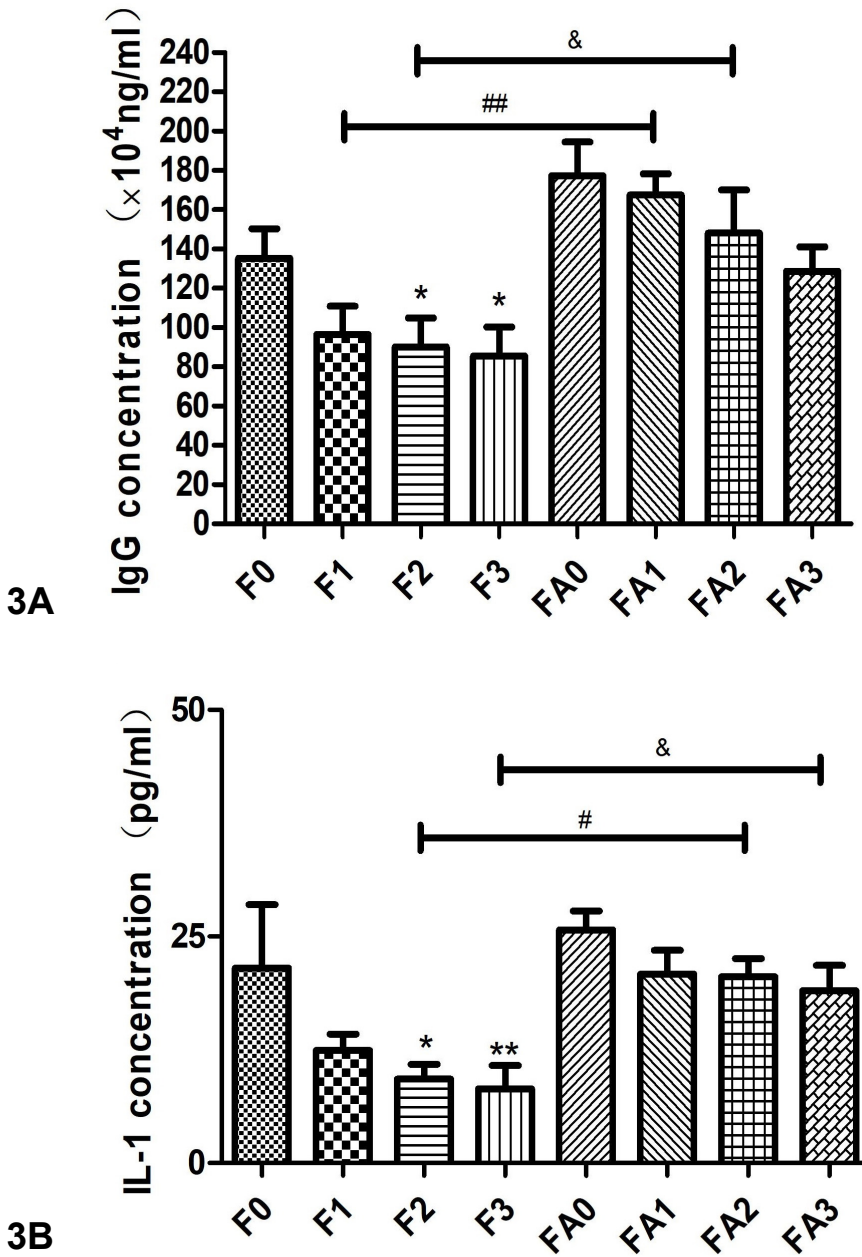 IgG concentration （×10⁴ng/ml）
240
220
200
180
160
140
120
100
80
60
40
20
0
&
##
*
*
F0
F1
F2
F3
FA0
FA1
FA2
FA3
3A
IL-1 concentration （pg/ml）
50
25
0
&
#
*
**
F0
F1
F2
F3
FA0
FA1
FA2
FA3
3B